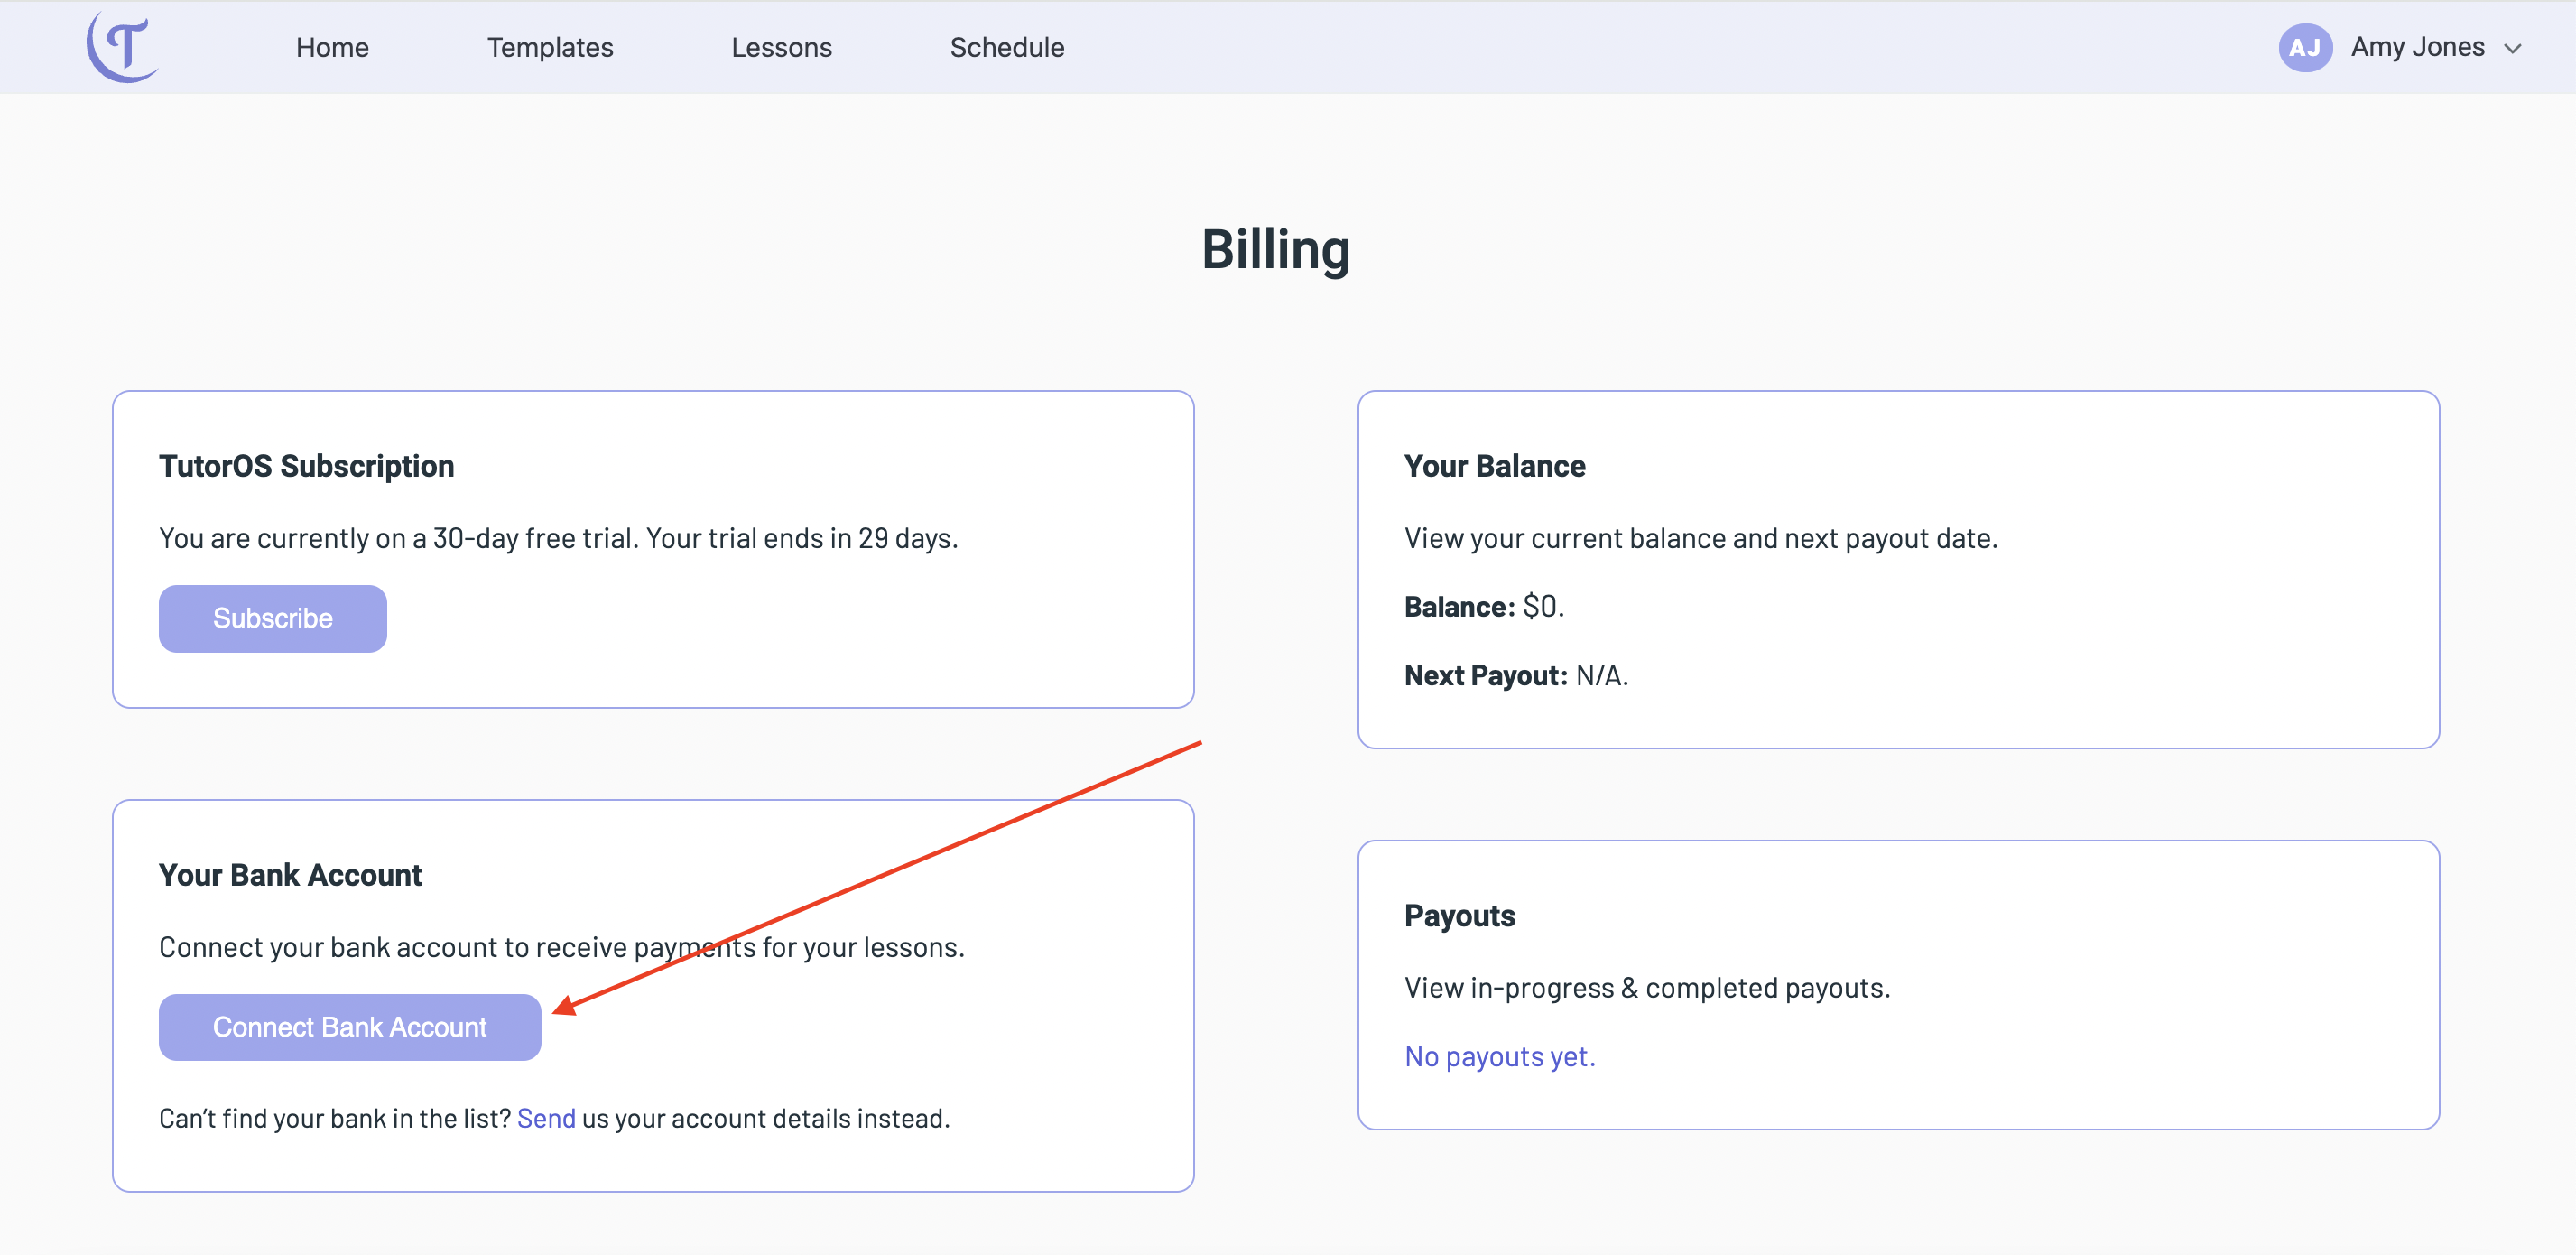 T
Home
Templates
Lessons
Schedule
AJ
Amy Jones
Billing
TutorOS Subscription
You are currently on a 30-day free trial. Your trial ends in 29 days.
Subscribe
Your Balance
View your current balance and next payout date.
Balance: $0.
Next Payout: N/A.
Your Bank Account
Connect your bank account to receive payments for your lessons.
Connect Bank Account
Can’t find your bank in the list? Send us your account details instead.
Payouts
View in-progress & completed payouts.
No payouts yet.